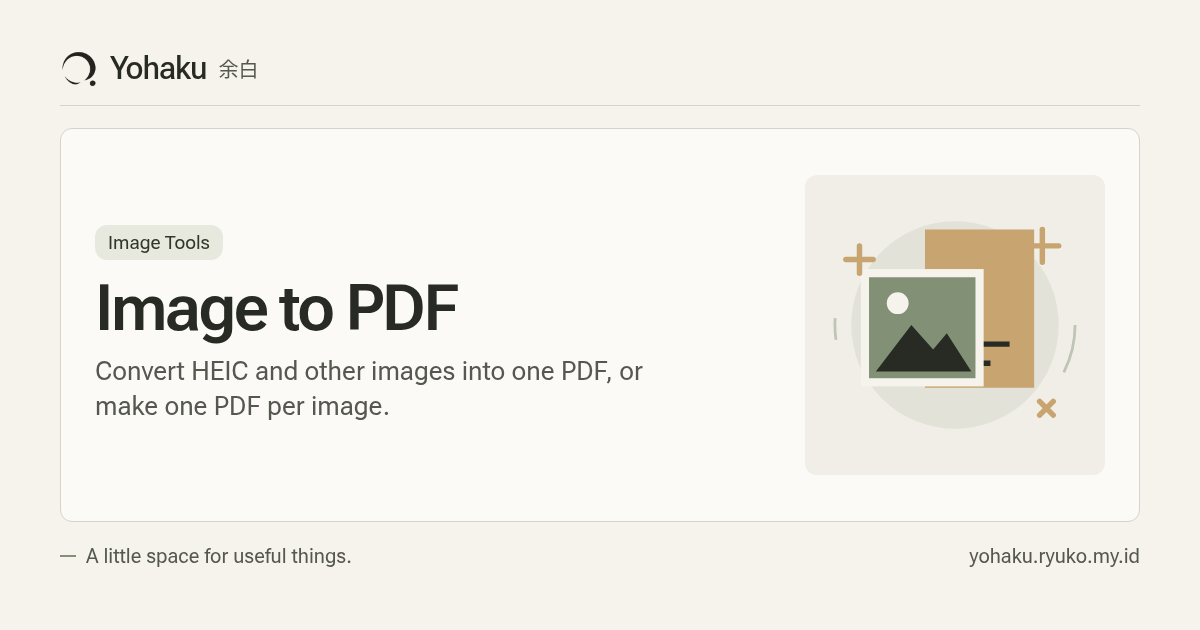 Yohaku 余白
Image Tools
Image to PDF
Convert HEIC and other images into one PDF, or
make one PDF per image.
— A little space for useful things.
yohaku.ryuko.my.id